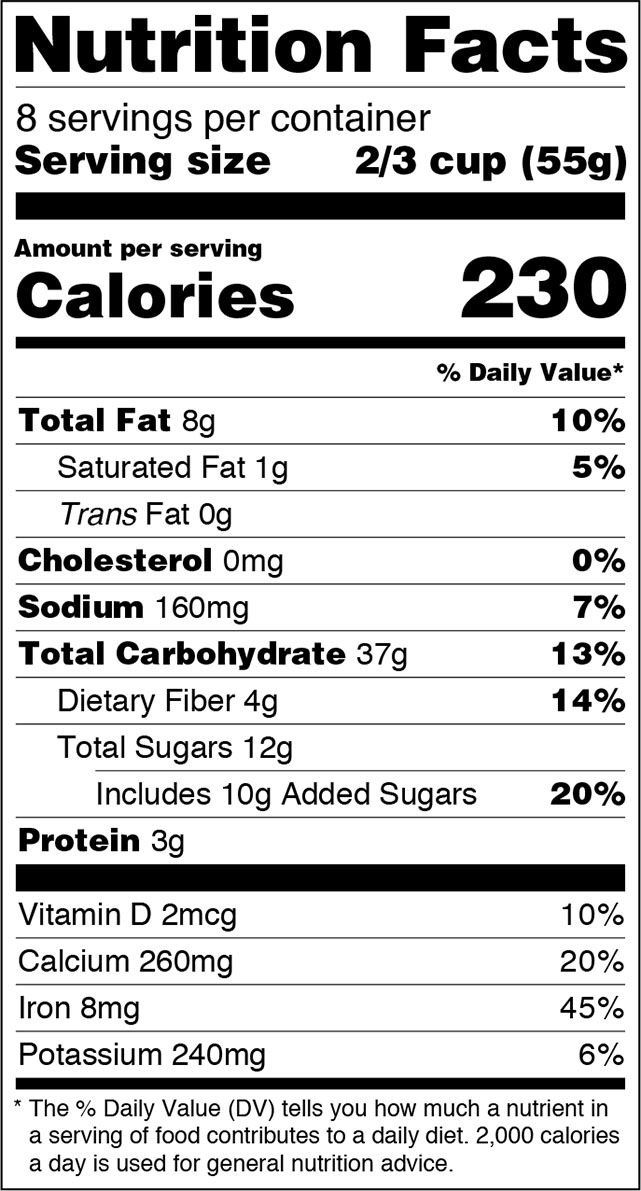 Nutrition Facts
8 servings per container
Serving size 2/3 cup (55g)
Amount per serving
Calories 230
% Daily Value*
Total Fat 8g 10%
Saturated Fat 1g 5%
Trans Fat 0g
Cholesterol 0mg 0%
Sodium 160mg 7%
Total Carbohydrate 37g 13%
Dietary Fiber 4g 14%
Total Sugars 12g
Includes 10g Added Sugars 20%
Protein 3g
Vitamin D 2mcg 10%
Calcium 260mg 20%
Iron 8mg 45%
Potassium 240mg 6%
* The % Daily Value (DV) tells you how much a nutrient in
a serving of food contributes to a daily diet. 2,000 calories
a day is used for general nutrition advice.